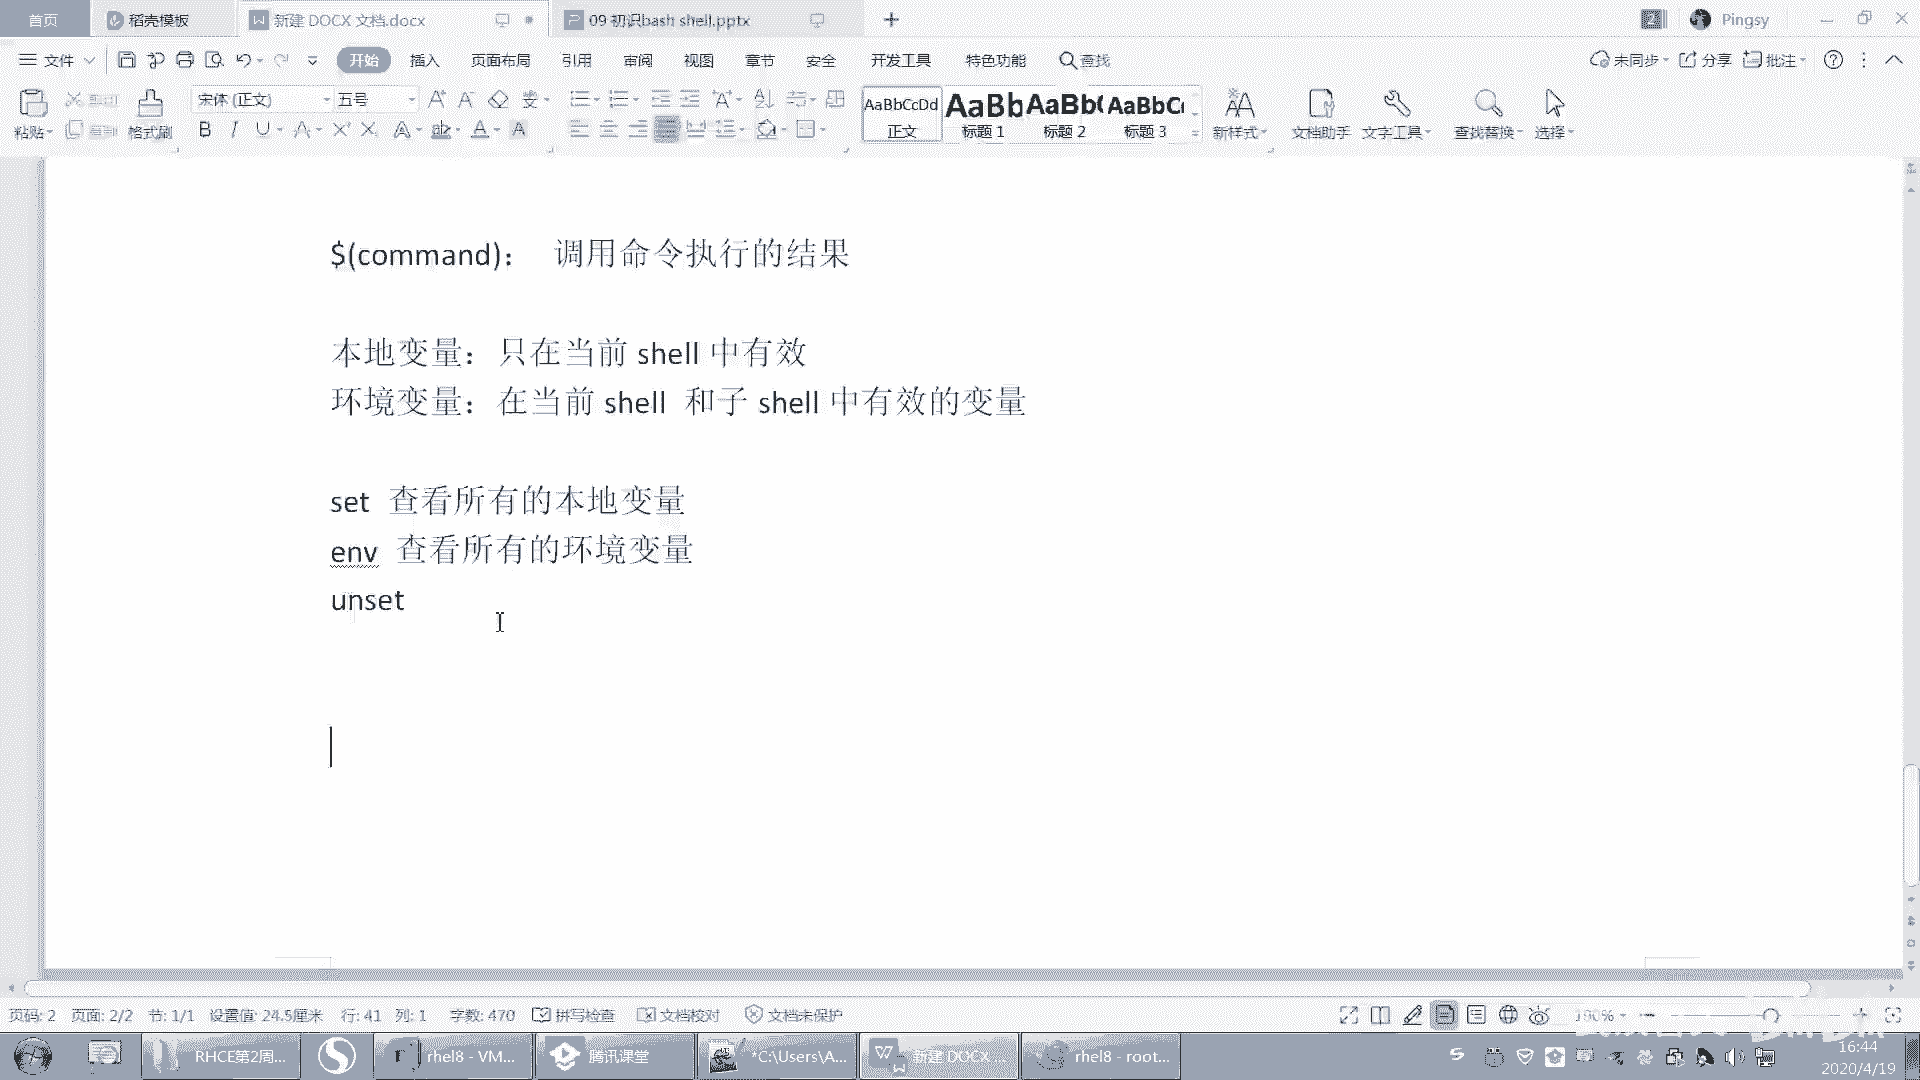 首页
稻壳模板
新建 DOCX 文档.docx
09 初识bash shell.pptx
Pingsy
文件
开始
插入
页面布局
引用
审阅
视图
章节
安全
开发工具
特色功能
查找
未同步
分享
批注
粘贴
格式刷
宋体 (正文)
五号
AaBbCcDd
正文
标题 1
标题 2
标题 3
新样式
文档助手
文字工具
查找替换
选择
$(command)： 调用命令执行的结果
本地变量：只在当前 shell 中有效
环境变量：在当前 shell 和子 shell 中有效的变量
set 查看所有的本地变量
env 查看所有的环境变量
unset
页码: 2 页面: 2/2 节: 1/1 设置值: 24.5厘米 行: 41 列: 1 字数: 470 拼写检查 文档校对 文档未保护
RHCE第2周...
rhel8 - VM...
腾讯课堂
*C:\Users\A...
新建 DOCX ...
rhel8 - root...
16:44
2020/4/19